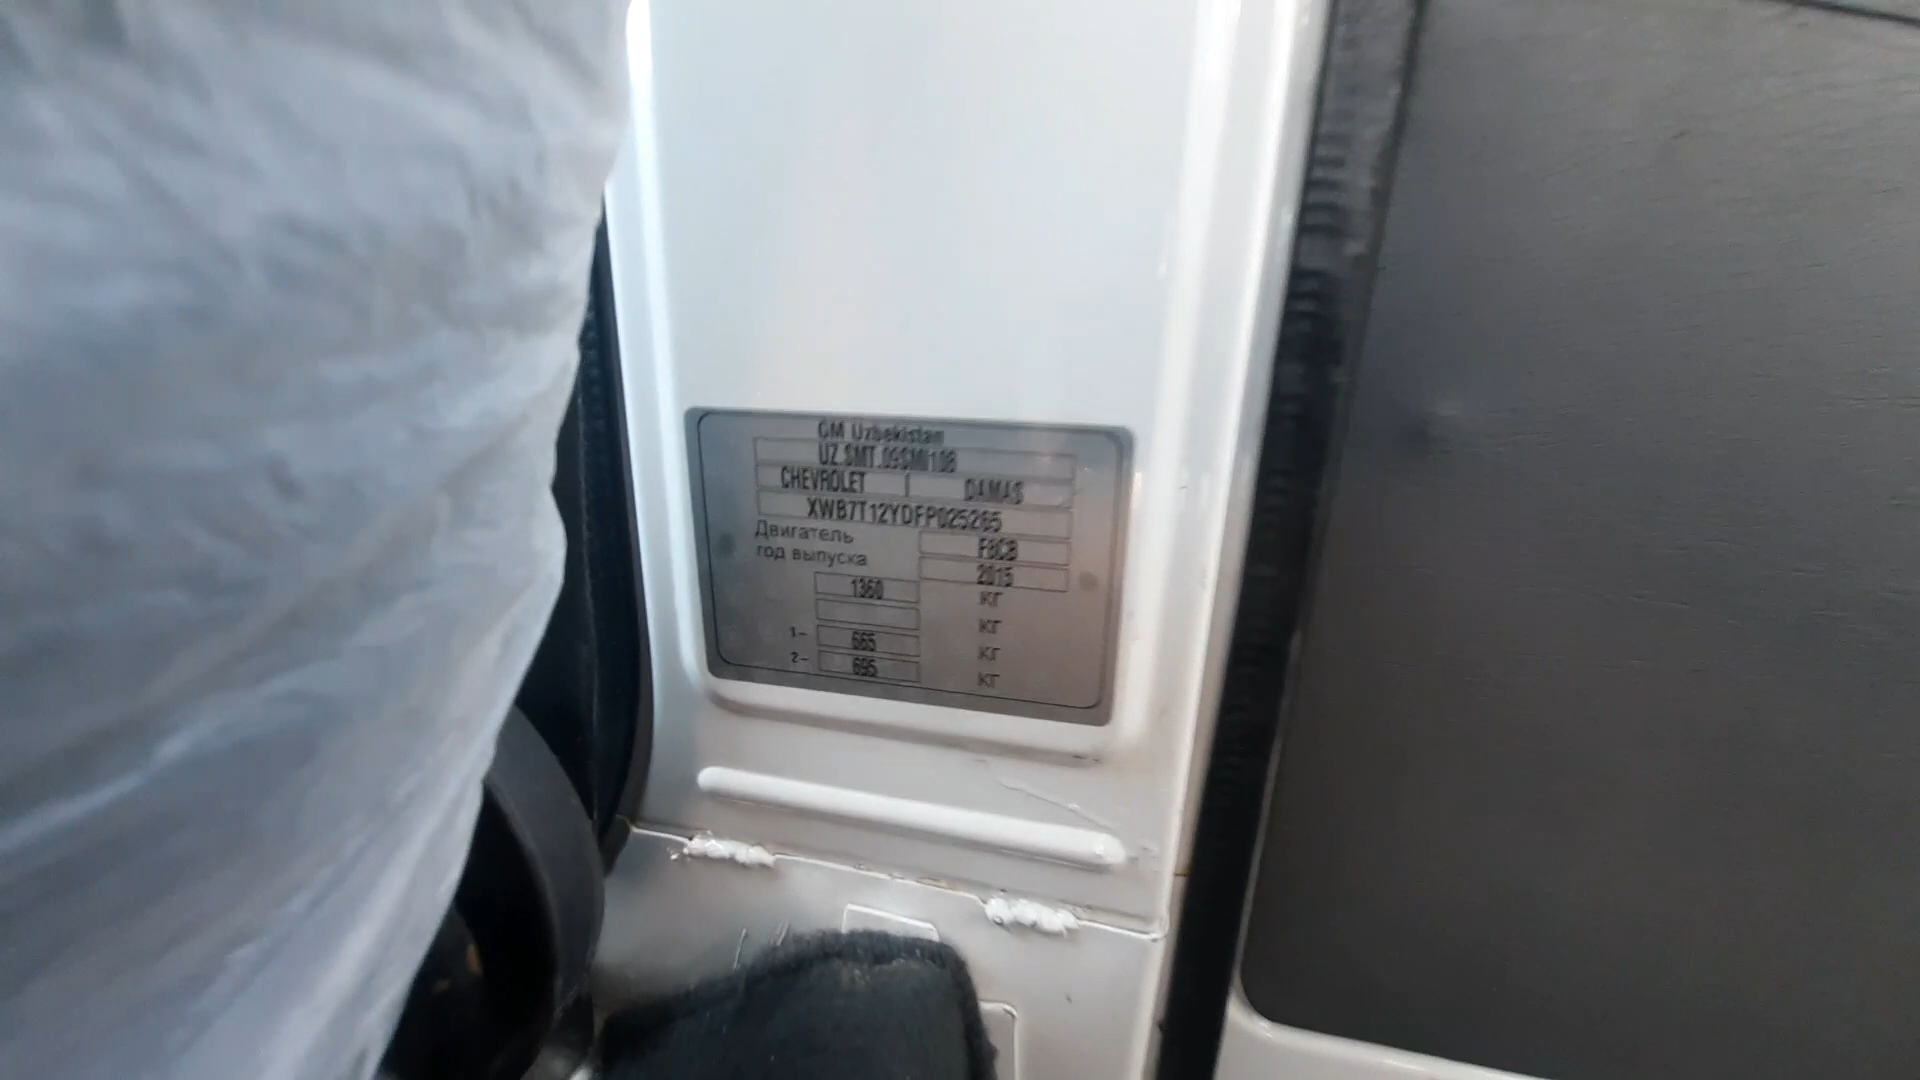 GM Uzbekistan
UZ.SMT.09SMI108
CHEVROLET DAMAS
XWB7T12YDFP025265
Двигатель F8CB
год выпуска 2015
1360 КГ
КГ
1- 665 КГ
2- 695 КГ